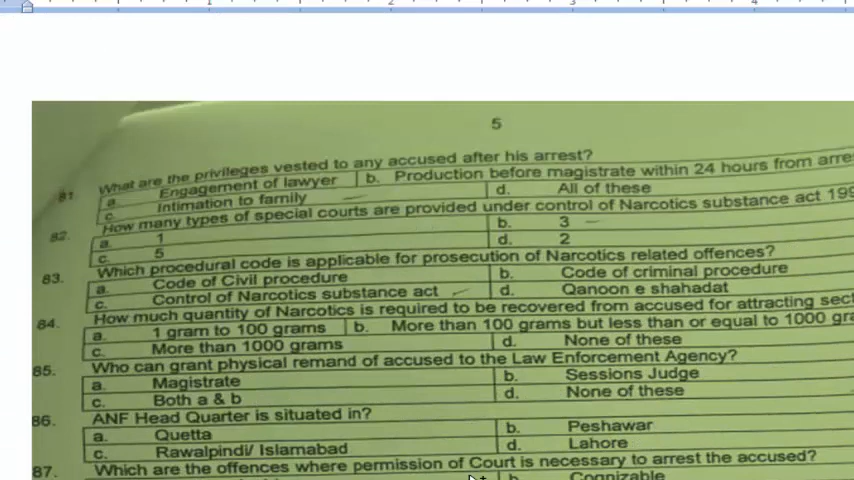 5
81. What are the privileges vested to any accused after his arrest?
a. Engagement of lawyer b. Production before magistrate within 24 hours from
c. Intimation to family d. All of these
82. How many types of special courts are provided under control of Narcotics substance act
a. 1 b. 3
c. 5 d. 2
83. Which procedural code is applicable for prosecution of Narcotics related offences?
a. Code of Civil procedure b. Code of criminal procedure
c. Control of Narcotics substance act d. Qanoon e shahadat
84. How much quantity of Narcotics is required to be recovered from accused for attracting
a. 1 gram to 100 grams b. More than 100 grams but less than or equal to 1000
c. More than 1000 grams d. None of these
85. Who can grant physical remand of accused to the Law Enforcement Agency?
a. Magistrate b. Sessions Judge
c. Both a & b d. None of these
86. ANF Head Quarter is situated in?
a. Quetta b. Peshawar
c. Rawalpindi/ Islamabad d. Lahore
87. Which are the offences where permission of Court is necessary to arrest the accused?
b. Cognizable